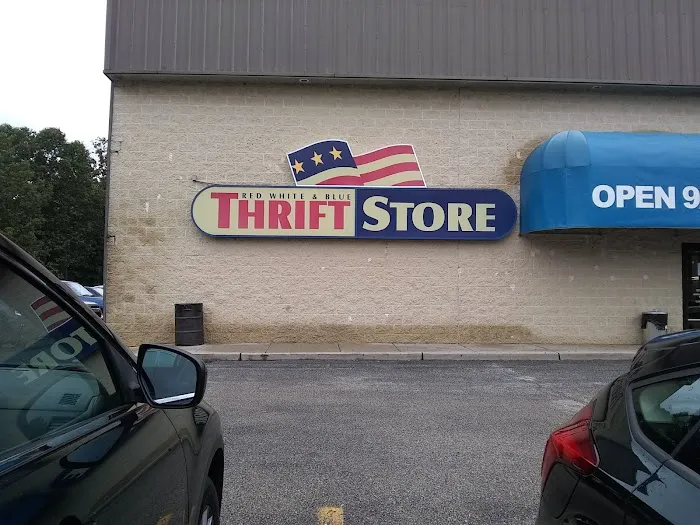 RED WHITE & BLUE
THRIFT STORE
OPEN 9